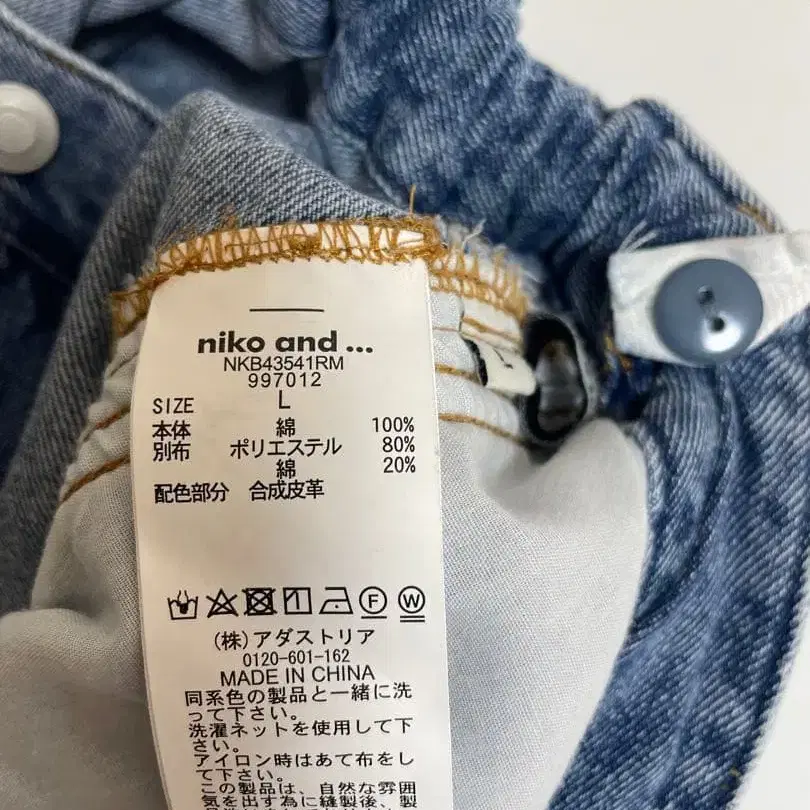 niko and ...
NKB43541RM
997012
SIZE L
本体 綿 100%
別布 ポリエステル 80%
綿 20%
配色部分 合成皮革
F W
(株)アダストリア
0120-601-162
MADE IN CHINA
同系色の製品と一緒に洗
って下さい。
洗濯ネットを使用して下
さい。
アイロン時はあて布をし
て下さい。
この製品は、自然な雰囲
気を出す為に縫製後、製